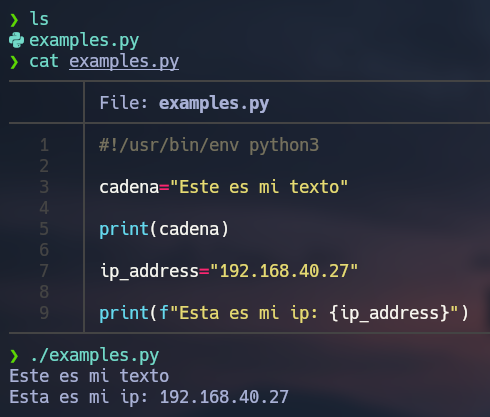 ❯ ls
examples.py
❯ cat examples.py
File: examples.py
1 #!/usr/bin/env python3
2
3 cadena="Este es mi texto"
4
5 print(cadena)
6
7 ip_address="192.168.40.27"
8
9 print(f"Esta es mi ip: {ip_address}")
❯ ./examples.py
Este es mi texto
Esta es mi ip: 192.168.40.27